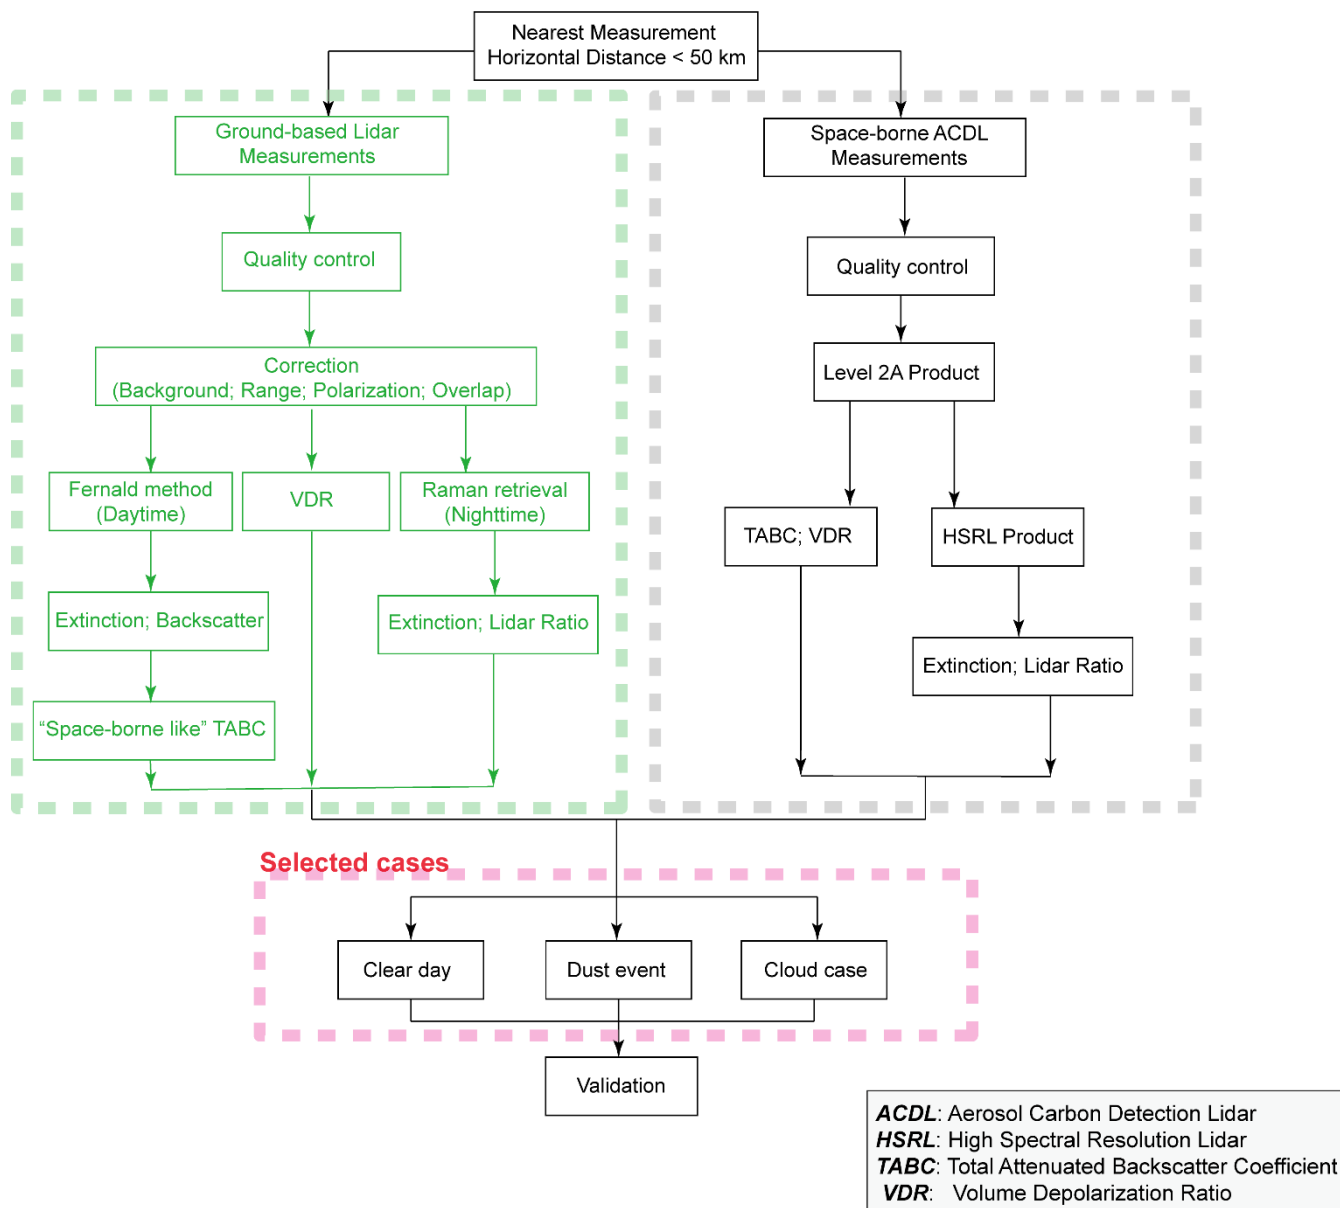 Nearest Measurement
Horizontal Distance < 50 km
Ground-based Lidar
Measurements
Quality control
Correction
(Background; Range; Polarization; Overlap)
Fernald method
(Daytime)
VDR
Raman retrieval
(Nighttime)
Extinction; Backscatter
Extinction; Lidar Ratio
“Space-borne like” TABC
Space-borne ACDL
Measurements
Quality control
Level 2A Product
TABC; VDR
HSRL Product
Extinction; Lidar Ratio
Selected cases
Clear day
Dust event
Cloud case
Validation
ACDL: Aerosol Carbon Detection Lidar
HSRL: High Spectral Resolution Lidar
TABC: Total Attenuated Backscatter Coefficient
VDR: Volume Depolarization Ratio